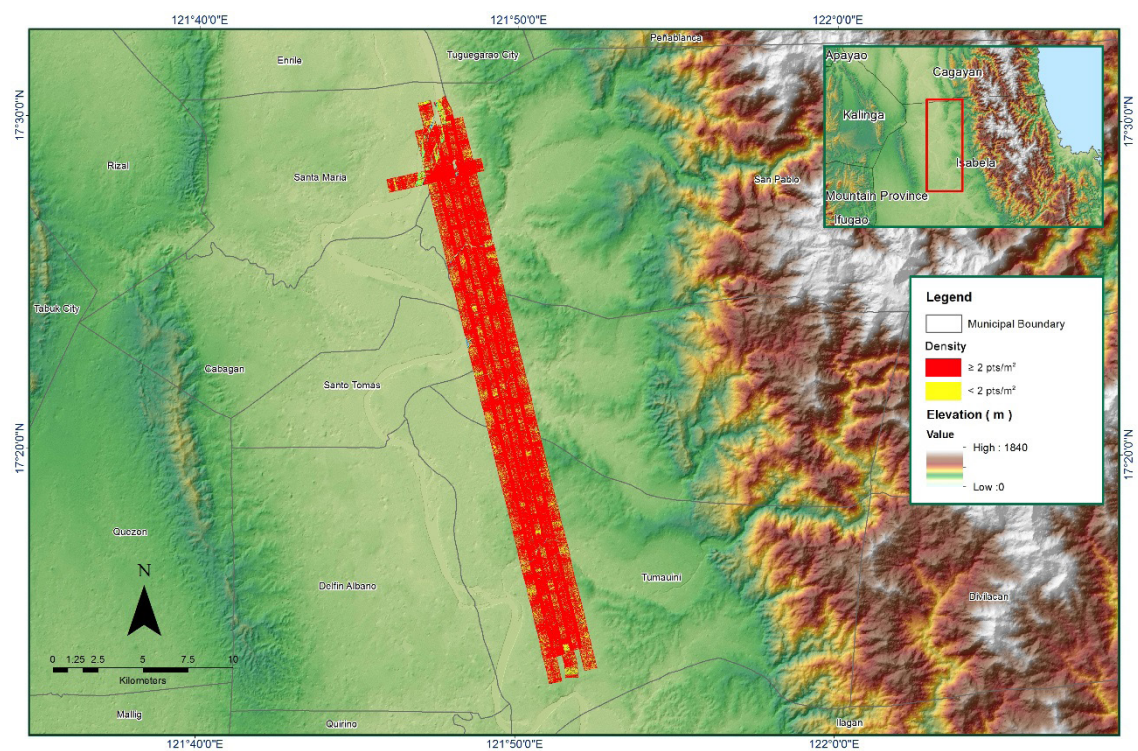 121°40'0"E 121°50'0"E 122°0'0"E
Enrile
Tuguegarao City
Peñablanca
17°30'0"N
Rizal
Santa Maria
San Pablo
Apayao
Cagayan
Kalinga
Isabela
Mountain Province
Ifugao
17°30'0"N
Tabuk City
Cabagan
Santo Tomas
Legend
Municipal Boundary
Density
≥ 2 pts/m²
< 2 pts/m²
Elevation ( m )
Value
High : 1840
Low :0
17°20'0"N
17°20'0"N
Quezon
Delfin Albano
Tumauini
Divilacan
N
0 1.25 2.5 5 7.5 10
Kilometers
Mallig
Quirino
Ilagan
121°40'0"E 121°50'0"E 122°0'0"E